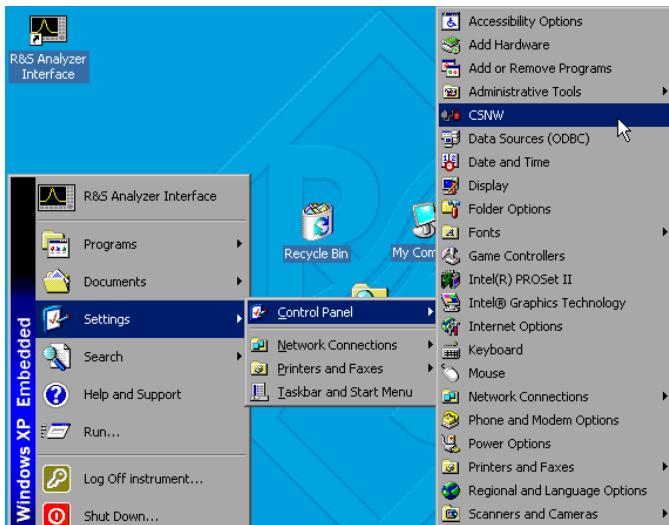 R&S Analyzer
Interface
Recycle Bin
My Com
R&S Analyzer Interface
Programs
Documents
Settings
Search
Help and Support
Run...
Log Off instrument...
Shut Down...
Windows XP Embedded
Control Panel
Network Connections
Printers and Faxes
Taskbar and Start Menu
Accessibility Options
Add Hardware
Add or Remove Programs
Administrative Tools
CSNW
Data Sources (ODBC)
Date and Time
Display
Folder Options
Fonts
Game Controllers
Intel(R) PROSet II
Intel® Graphics Technology
Internet Options
Keyboard
Mouse
Network Connections
Phone and Modem Options
Power Options
Printers and Faxes
Regional and Language Options
Scanners and Cameras